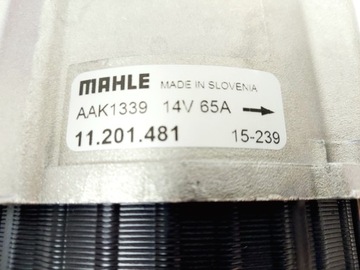 MAHLE MADE IN SLOVENIA
AAK1339 14V 65A
11.201.481 15-239